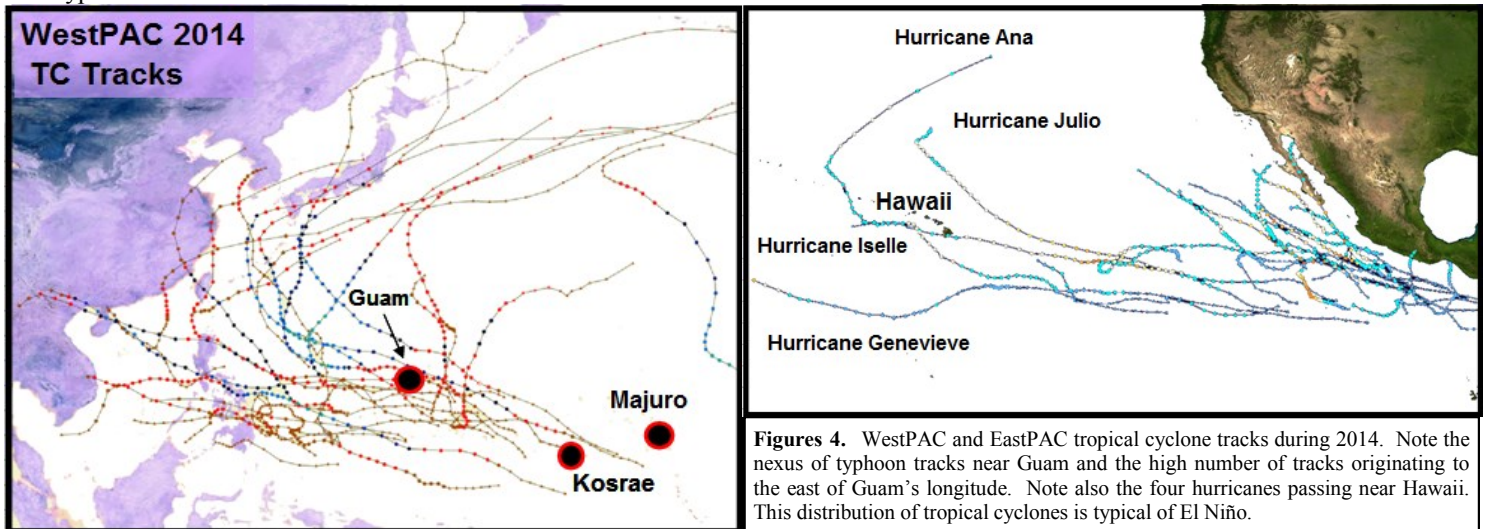 WestPAC 2014
TC Tracks
Guam
Majuro
Kosrae
Hurricane Ana
Hurricane Julio
Hawaii
Hurricane Iselle
Hurricane Genevieve
Figures 4. WestPAC and EastPAC tropical cyclone tracks during 2014. Note the
nexus of typhoon tracks near Guam and the high number of tracks originating to
the east of Guam's longitude. Note also the four hurricanes passing near Hawaii.
This distribution of tropical cyclones is typical of El Niño.